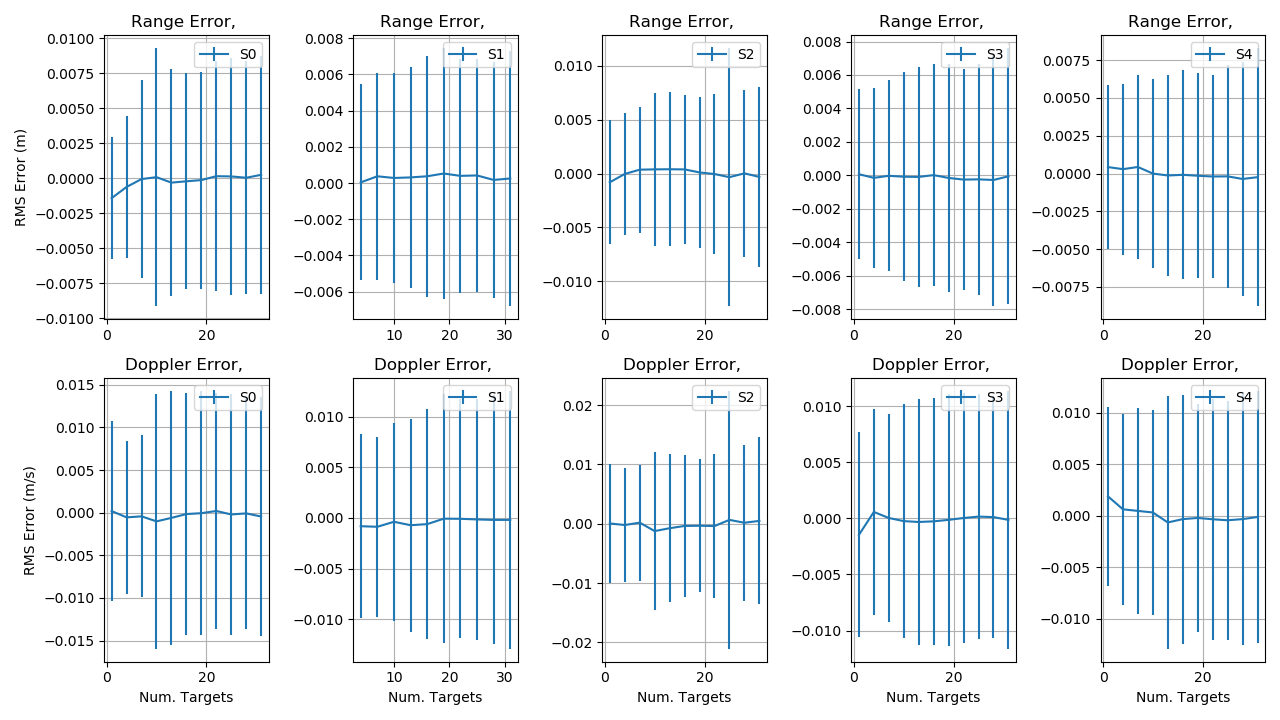 Range Error,
S0
RMS Error (m)
0.0100
0.0075
0.0050
0.0025
0.0000
−0.0025
−0.0050
−0.0075
−0.0100
0 20
Range Error,
S1
0.008
0.006
0.004
0.002
0.000
−0.002
−0.004
−0.006
10 20 30
Range Error,
S2
0.010
0.005
0.000
−0.005
−0.010
0 20
Range Error,
S3
0.008
0.006
0.004
0.002
0.000
−0.002
−0.004
−0.006
−0.008
0 20
Range Error,
S4
0.0075
0.0050
0.0025
0.0000
−0.0025
−0.0050
−0.0075
0 20
Doppler Error,
S0
RMS Error (m/s)
0.015
0.010
0.005
0.000
−0.005
−0.010
−0.015
0 20
Num. Targets
Doppler Error,
S1
0.010
0.005
0.000
−0.005
−0.010
10 20 30
Num. Targets
Doppler Error,
S2
0.02
0.01
0.00
−0.01
−0.02
0 20
Num. Targets
Doppler Error,
S3
0.010
0.005
0.000
−0.005
−0.010
0 20
Num. Targets
Doppler Error,
S4
0.010
0.005
0.000
−0.005
−0.010
0 20
Num. Targets